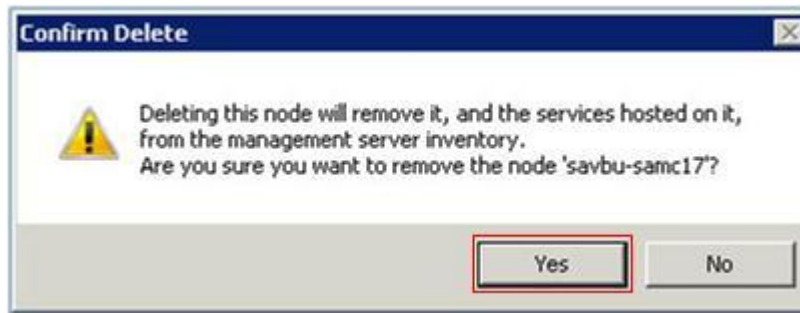 Confirm Delete
Deleting this node will remove it, and the services hosted on it,
from the management server inventory.
Are you sure you want to remove the node 'savbu-samc17'?
Yes
No